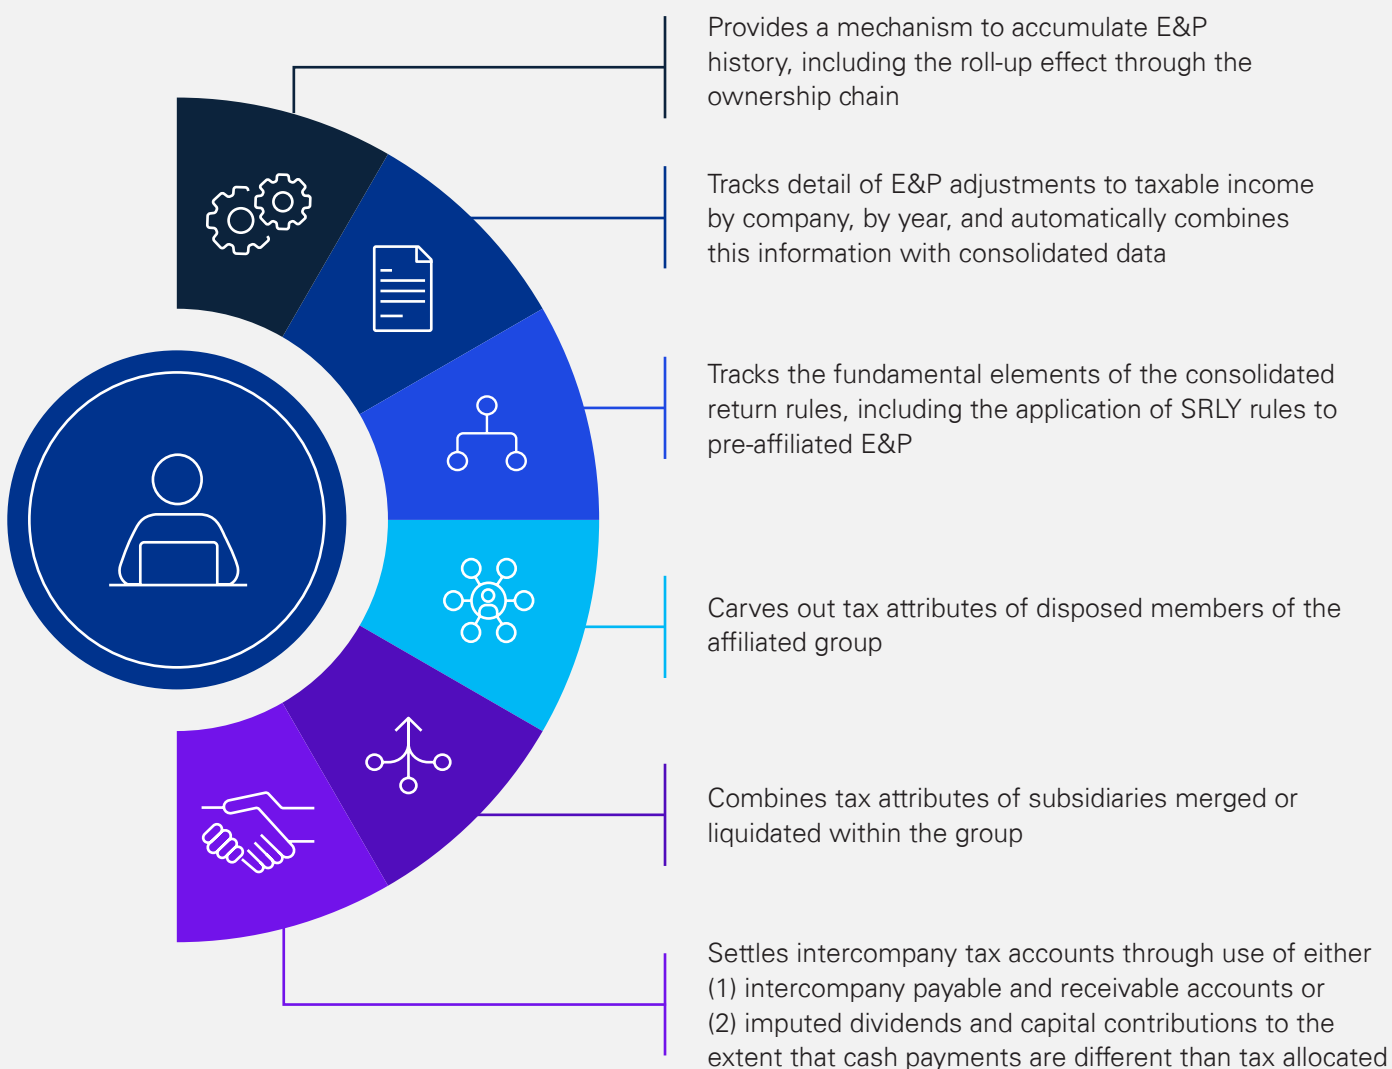 Provides a mechanism to accumulate E&P
history, including the roll-up effect through the
ownership chain
Tracks detail of E&P adjustments to taxable income
by company, by year, and automatically combines
this information with consolidated data
Tracks the fundamental elements of the consolidated
return rules, including the application of SRLY rules to
pre-affiliated E&P
Carves out tax attributes of disposed members of the
affiliated group
Combines tax attributes of subsidiaries merged or
liquidated within the group
Settles intercompany tax accounts through use of either
(1) intercompany payable and receivable accounts or
(2) imputed dividends and capital contributions to the
extent that cash payments are different than tax allocated